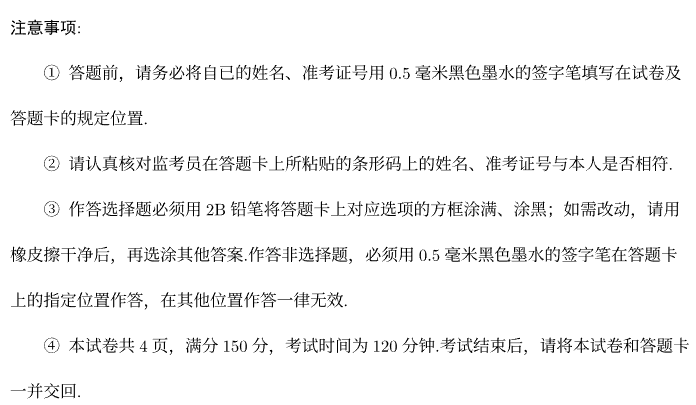 注意事项:
① 答题前，请务必将自已的姓名、准考证号用 0.5 毫米黑色墨水的签字笔填写在试卷及
答题卡的规定位置.
② 请认真核对监考员在答题卡上所粘贴的条形码上的姓名、准考证号与本人是否相符.
③ 作答选择题必须用 2B 铅笔将答题卡上对应选项的方框涂满、涂黑；如需改动，请用
橡皮擦干净后，再选涂其他答案.作答非选择题，必须用 0.5 毫米黑色墨水的签字笔在答题卡
上的指定位置作答，在其他位置作答一律无效.
④ 本试卷共 4 页，满分 150 分，考试时间为 120 分钟.考试结束后，请将本试卷和答题卡
一并交回.